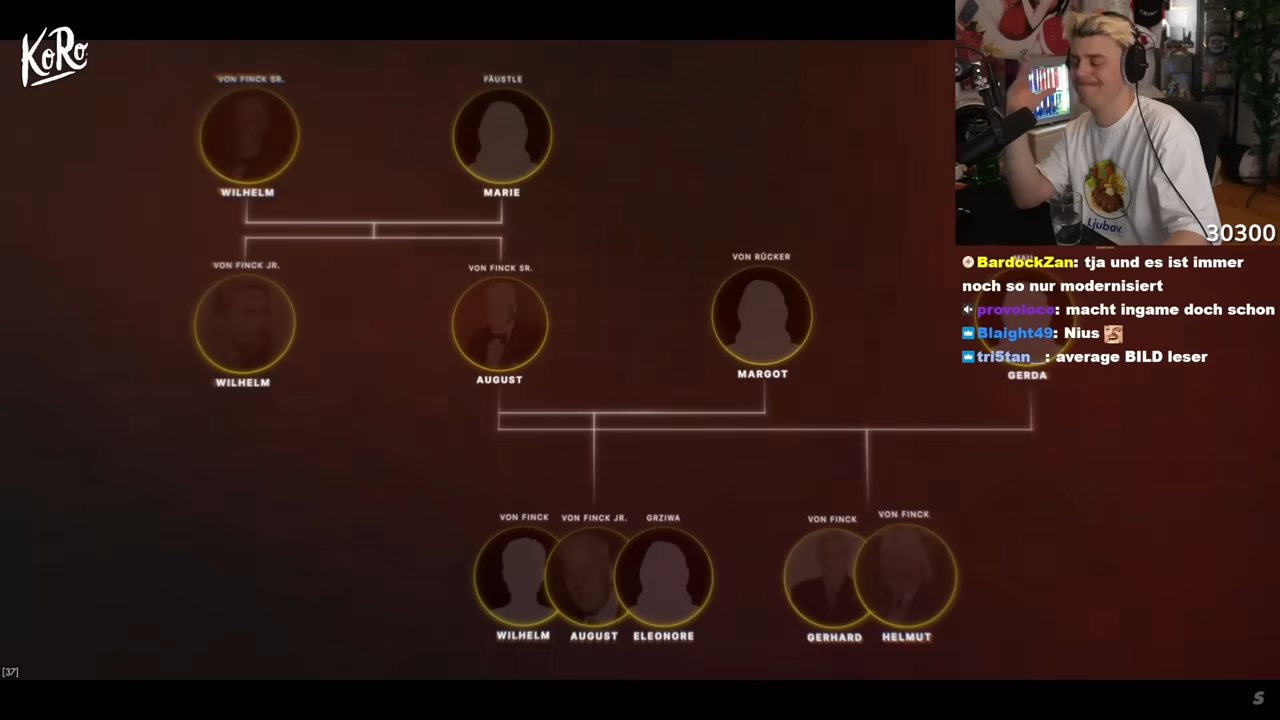 KoRo
VON FINCK SR.
FÄUSTLE
WILHELM
MARIE
VON FINCK JR.
VON FINCK SR.
VON RÜCKER
WILHELM
AUGUST
MARGOT
GERDA
VON FINCK
VON FINCK JR.
GRZIWA
VON FINCK
VON FINCK
WILHELM
AUGUST
ELEONORE
GERHARD
HELMUT
[37]
Ljubav
30300
BardockZan: tja und es ist immer
noch so nur modernisiert
provoloco: macht ingame doch schon
Blaight49: Nius
tri5tan__: average BILD leser
S